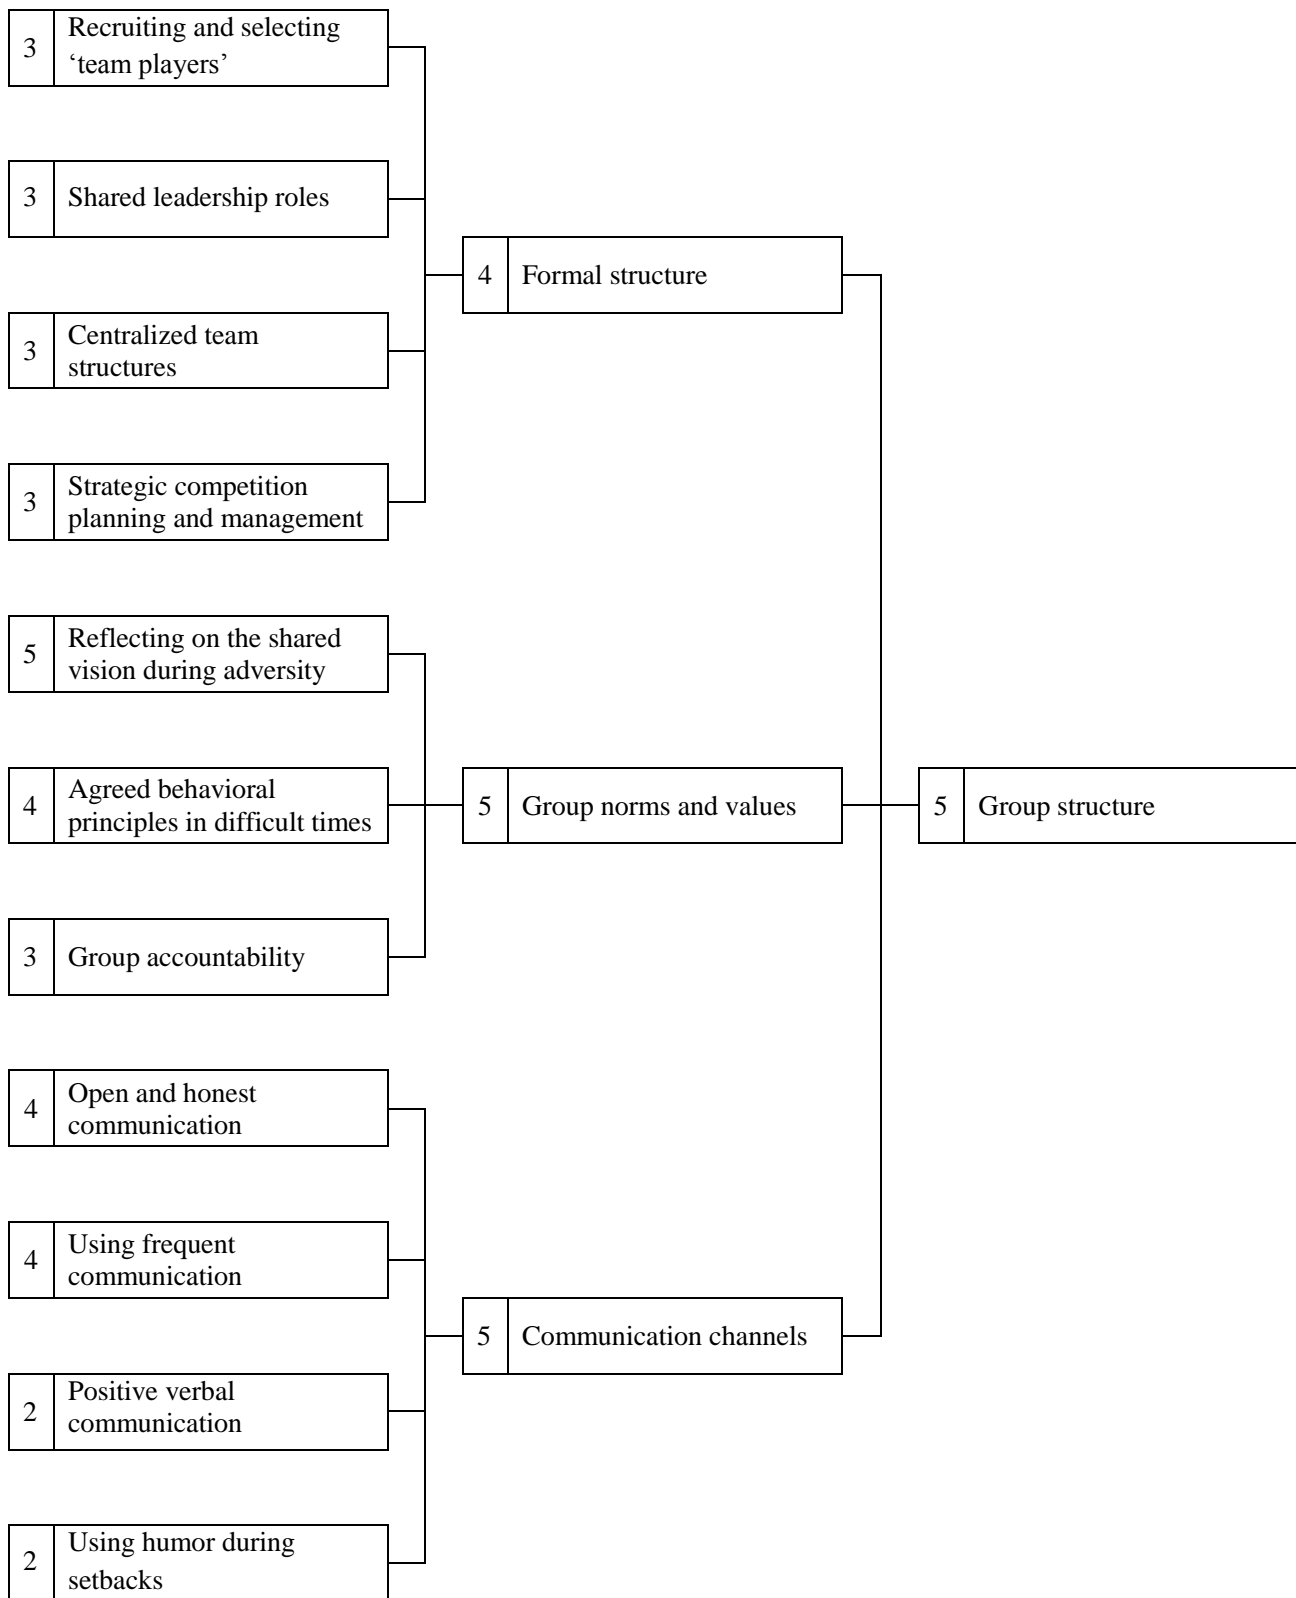 3
Recruiting and selecting
‘team players’
3
Shared leadership roles
4
Formal structure
3
Centralized team
structures
3
Strategic competition
planning and management
5
Reflecting on the shared
vision during adversity
4
Agreed behavioral
principles in difficult times
5
Group norms and values
5
Group structure
3
Group accountability
4
Open and honest
communication
4
Using frequent
communication
5
Communication channels
2
Positive verbal
communication
2
Using humor during
setbacks